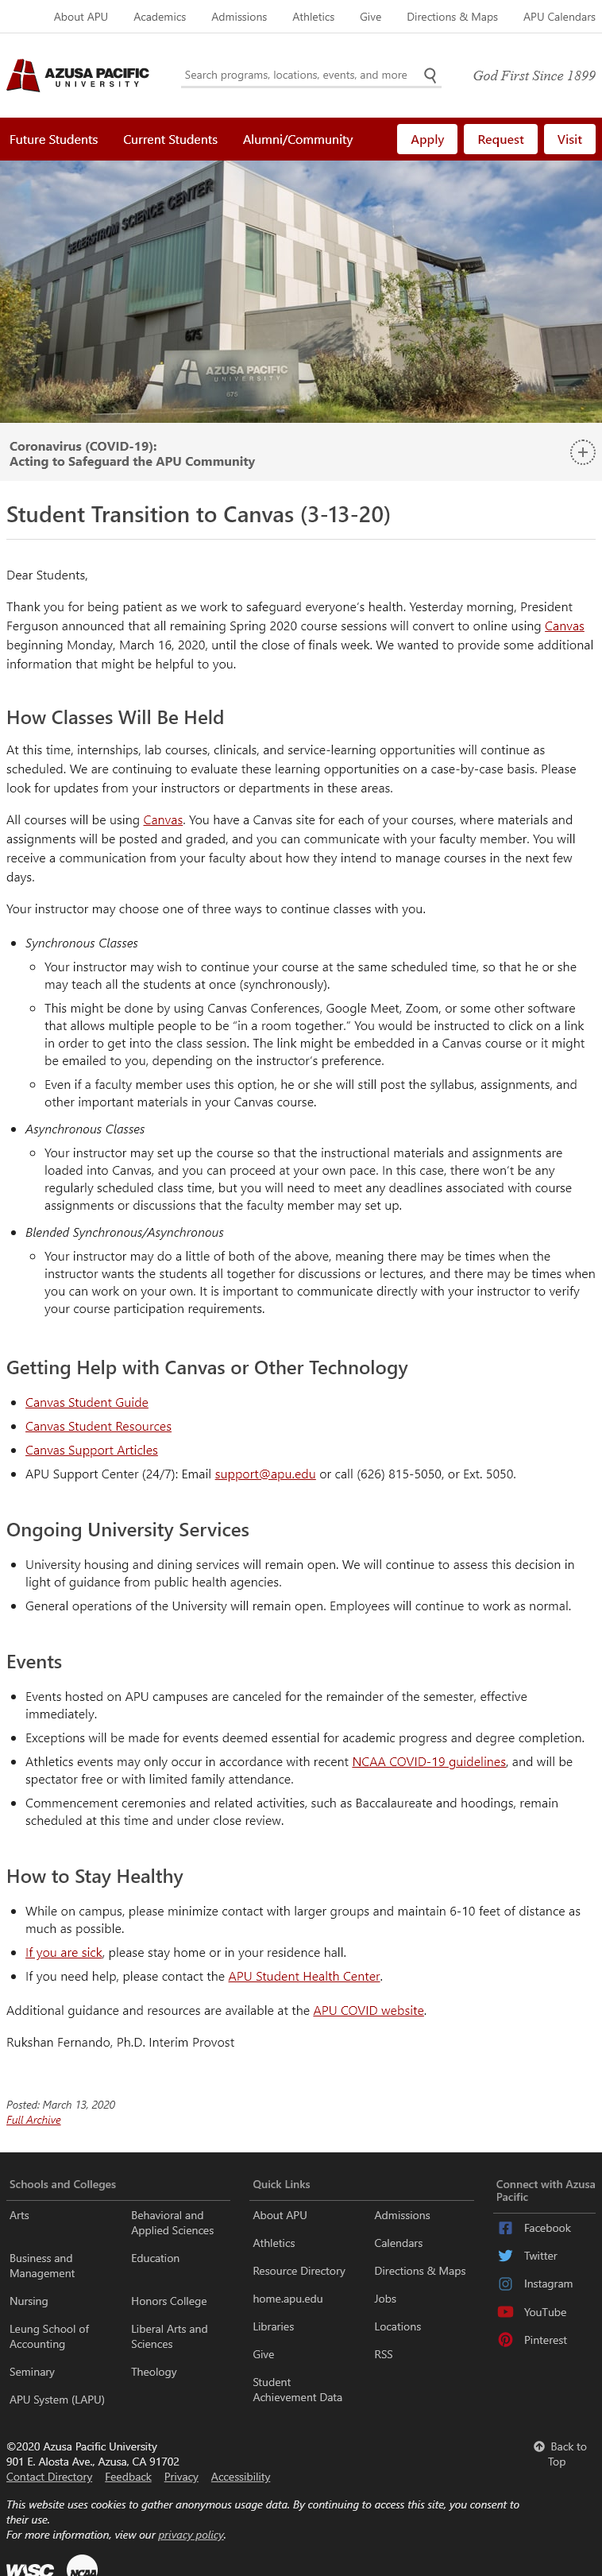 About APU Academics Admissions Athletics Give Directions & Maps APU Calendars
AZUSA PACIFIC
UNIVERSITY
Search programs, locations, events, and more
God First Since 1899
Future Students Current Students Alumni/Community Apply Request Visit
SEGERSTROM SCIENCE CENTER
675
AZUSA PACIFIC
UNIVERSITY
675
Coronavirus (COVID-19):
Acting to Safeguard the APU Community
Student Transition to Canvas (3-13-20)
Dear Students,
Thank you for being patient as we work to safeguard everyone’s health. Yesterday morning, President
Ferguson announced that all remaining Spring 2020 course sessions will convert to online using Canvas
beginning Monday, March 16, 2020, until the close of finals week. We wanted to provide some additional
information that might be helpful to you.
How Classes Will Be Held
At this time, internships, lab courses, clinicals, and service-learning opportunities will continue as
scheduled. We are continuing to evaluate these learning opportunities on a case-by-case basis. Please
look for updates from your instructors or departments in these areas.
All courses will be using Canvas. You have a Canvas site for each of your courses, where materials and
assignments will be posted and graded, and you can communicate with your faculty member. You will
receive a communication from your faculty about how they intend to manage courses in the next few
days.
Your instructor may choose one of three ways to continue classes with you.
Synchronous Classes
Your instructor may wish to continue your course at the same scheduled time, so that he or she
may teach all the students at once (synchronously).
This might be done by using Canvas Conferences, Google Meet, Zoom, or some other software
that allows multiple people to be “in a room together.” You would be instructed to click on a link
in order to get into the class session. The link might be embedded in a Canvas course or it might
be emailed to you, depending on the instructor’s preference.
Even if a faculty member uses this option, he or she will still post the syllabus, assignments, and
other important materials in your Canvas course.
Asynchronous Classes
Your instructor may set up the course so that the instructional materials and assignments are
loaded into Canvas, and you can proceed at your own pace. In this case, there won’t be any
regularly scheduled class time, but you will need to meet any deadlines associated with course
assignments or discussions that the faculty member may set up.
Blended Synchronous/Asynchronous
Your instructor may do a little of both of the above, meaning there may be times when the
instructor wants the students all together for discussions or lectures, and there may be times when
you can work on your own. It is important to communicate directly with your instructor to verify
your course participation requirements.
Getting Help with Canvas or Other Technology
Canvas Student Guide
Canvas Student Resources
Canvas Support Articles
APU Support Center (24/7): Email support@apu.edu or call (626) 815-5050, or Ext. 5050.
Ongoing University Services
University housing and dining services will remain open. We will continue to assess this decision in
light of guidance from public health agencies.
General operations of the University will remain open. Employees will continue to work as normal.
Events
Events hosted on APU campuses are canceled for the remainder of the semester, effective
immediately.
Exceptions will be made for events deemed essential for academic progress and degree completion.
Athletics events may only occur in accordance with recent NCAA COVID-19 guidelines, and will be
spectator free or with limited family attendance.
Commencement ceremonies and related activities, such as Baccalaureate and hoodings, remain
scheduled at this time and under close review.
How to Stay Healthy
While on campus, please minimize contact with larger groups and maintain 6-10 feet of distance as
much as possible.
If you are sick, please stay home or in your residence hall.
If you need help, please contact the APU Student Health Center.
Additional guidance and resources are available at the APU COVID website.
Rukshan Fernando, Ph.D. Interim Provost
Posted: March 13, 2020
Full Archive
Schools and Colleges
Arts
Behavioral and
Applied Sciences
Business and
Management
Education
Nursing
Honors College
Leung School of
Accounting
Liberal Arts and
Sciences
Seminary
Theology
APU System (LAPU)
Quick Links
About APU
Admissions
Athletics
Calendars
Resource Directory
Directions & Maps
home.apu.edu
Jobs
Libraries
Locations
Give
RSS
Student
Achievement Data
Connect with Azusa
Pacific
Facebook
Twitter
Instagram
YouTube
Pinterest
©2020 Azusa Pacific University
901 E. Alosta Ave., Azusa, CA 91702
Contact Directory Feedback Privacy Accessibility
Back to
Top
This website uses cookies to gather anonymous usage data. By continuing to access this site, you consent to
their use.
For more information, view our privacy policy.
WASC
NCAA